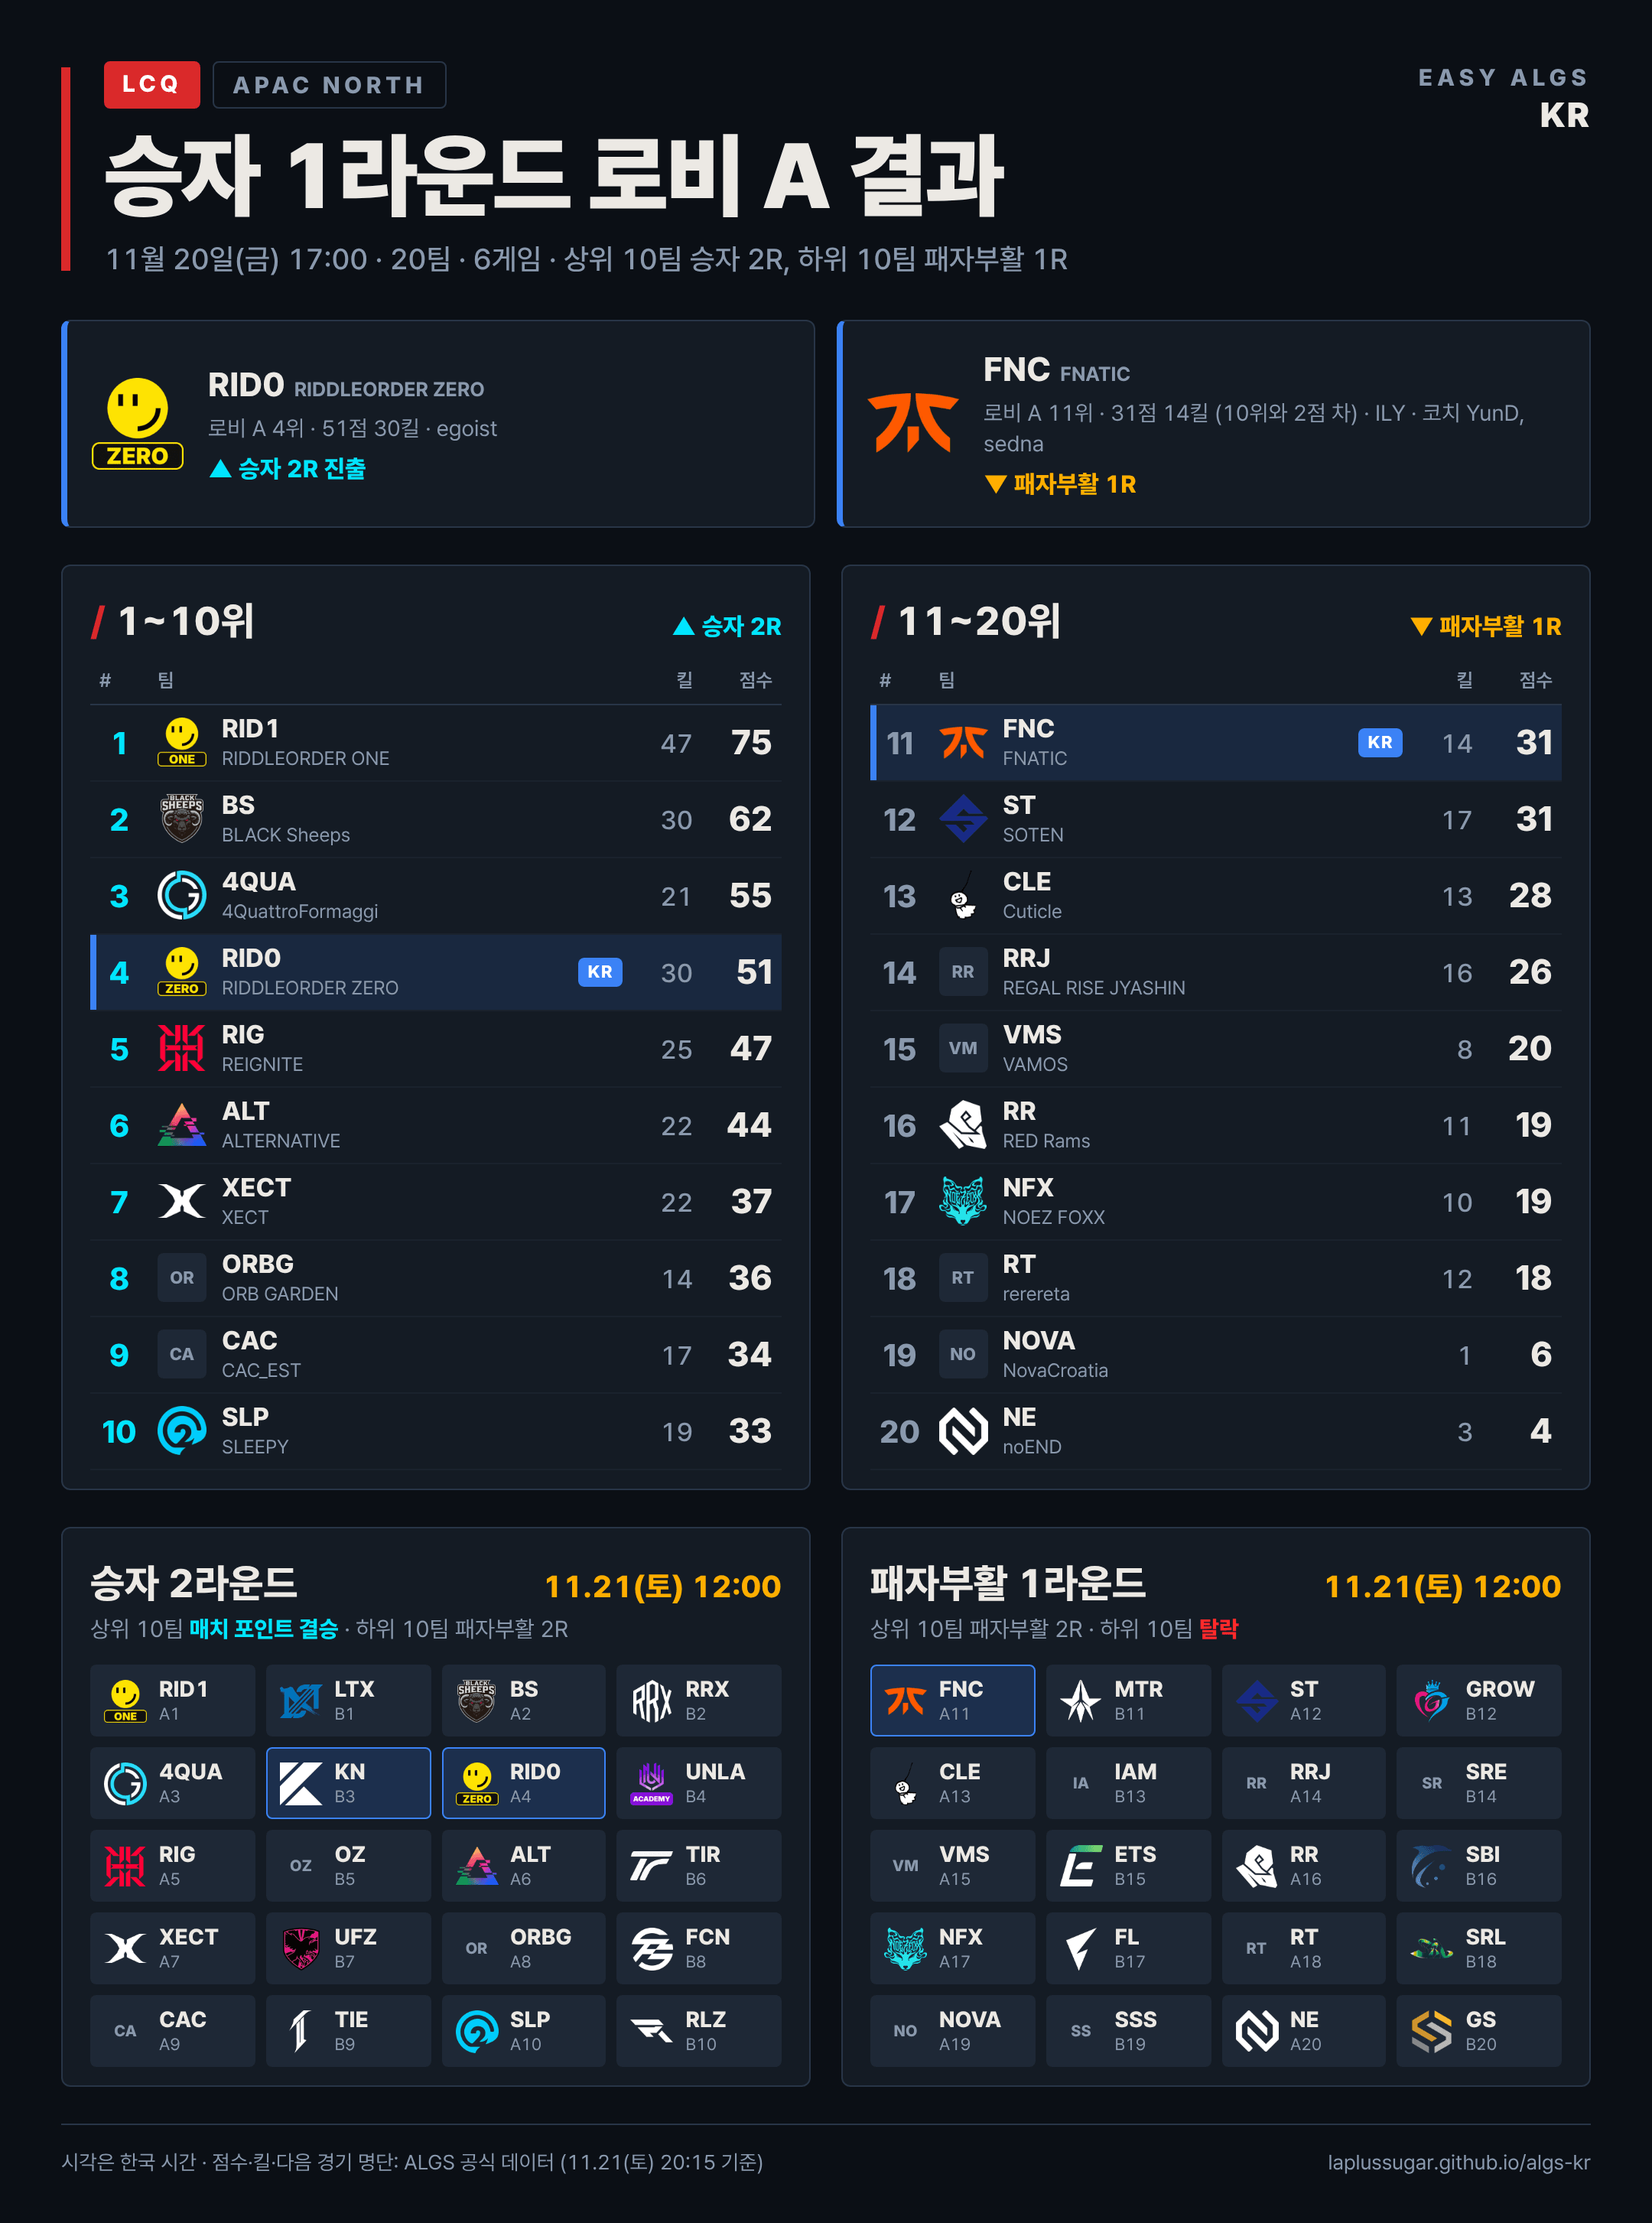 LCQ APAC NORTH
EASY ALGS
KR
승자 1라운드 로비 A 결과
11월 20일(금) 17:00 · 20팀 · 6게임 · 상위 10팀 승자 2R, 하위 10팀 패자부활 1R
ZERO
RID0 RIDDLEORDER ZERO
로비 A 4위 · 51점 30킬 · egoist
▲ 승자 2R 진출
FNC FNATIC
로비 A 11위 · 31점 14킬 (10위와 2점 차) · ILY · 코치 YunD,
sedna
▼ 패자부활 1R
/ 1~10위 ▲ 승자 2R
# 팀 킬 점수
1 ONE RID1 47 75
RIDDLEORDER ONE
2 BLACK SHEEPS BS 30 62
BLACK Sheeps
3 4QUA 21 55
4QuattroFormaggi
4 ZERO RID0 KR 30 51
RIDDLEORDER ZERO
5 RIG 25 47
REIGNITE
6 ALT 22 44
ALTERNATIVE
7 XECT 22 37
XECT
8 OR ORBG 14 36
ORB GARDEN
9 CA CAC 17 34
CAC_EST
10 SLP 19 33
SLEEPY
/ 11~20위 ▼ 패자부활 1R
# 팀 킬 점수
11 FNC KR 14 31
FNATIC
12 ST 17 31
SOTEN
13 CLE 13 28
Cuticle
14 RR RRJ 16 26
REGAL RISE JYASHIN
15 VM VMS 8 20
VAMOS
16 RR 11 19
RED Rams
17 NFX 10 19
NOEZ FOXX
18 RT RT 12 18
rerereta
19 NO NOVA 1 6
NovaCroatia
20 NE 3 4
noEND
승자 2라운드 11.21(토) 12:00
상위 10팀 매치 포인트 결승 · 하위 10팀 패자부활 2R
ONE RID1 LTX BLACK SHEEPS BS RRX RRX
A1 B1 A2 B2
4QUA KN ZERO RID0 ACADEMY UNLA
A3 B3 A4 B4
RIG OZ OZ ALT TIR
A5 B5 A6 B6
XECT UFZ OR ORBG FCN
A7 B7 A8 B8
CA CAC TIE SLP RLZ
A9 B9 A10 B10
패자부활 1라운드 11.21(토) 12:00
상위 10팀 패자부활 2R · 하위 10팀 탈락
FNC MTR ST GROW
A11 B11 A12 B12
CLE IA IAM RR RRJ SR SRE
A13 B13 A14 B14
VM VMS ETS RR SBI
A15 B15 A16 B16
NFX FL RT RT SRL
A17 B17 A18 B18
NO NOVA SS SSS NE GS
A19 B19 A20 B20
시각은 한국 시간 · 점수·킬·다음 경기 명단: ALGS 공식 데이터 (11.21(토) 20:15 기준)
laplussugar.github.io/algs-kr